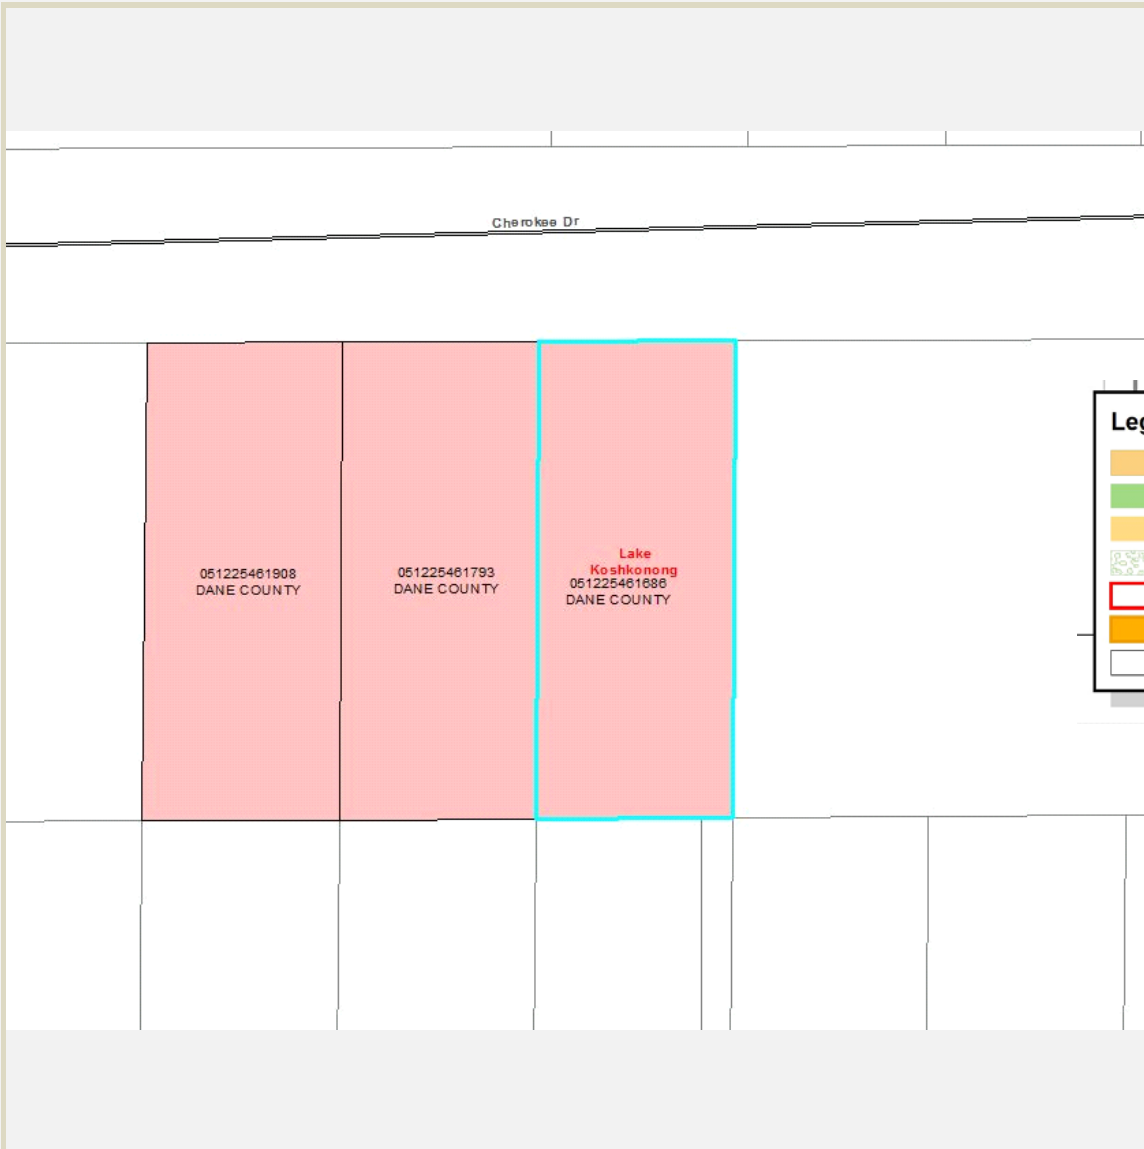 Cherokee Dr
Lake
Koshkonong
051225461908
DANE COUNTY
051225461793
DANE COUNTY
051225461686
DANE COUNTY
Leg